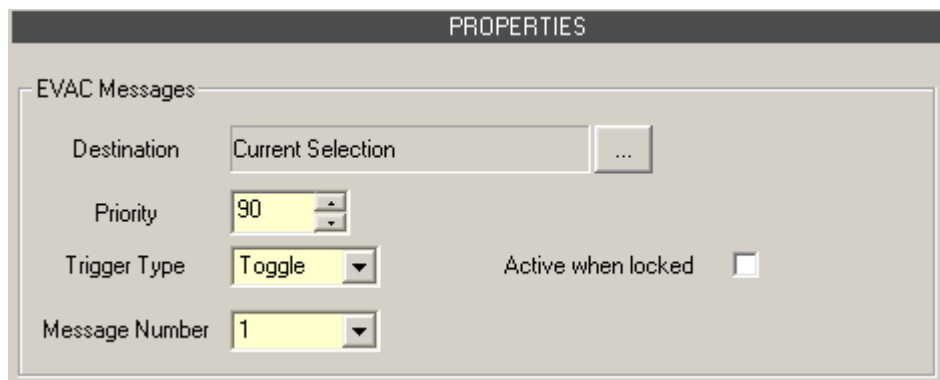 PROPERTIES
EVAC Messages
Destination Current Selection ...
Priority 90
Trigger Type Toggle Active when locked
Message Number 1